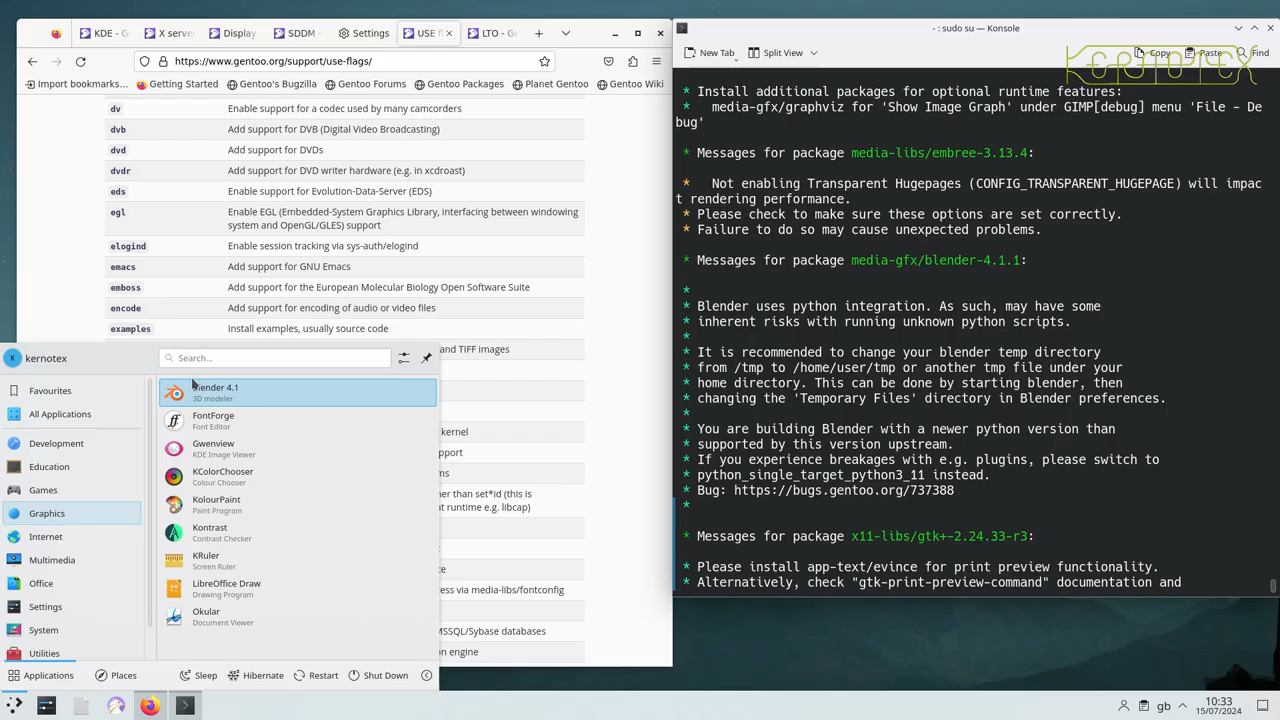 KDE - G
X serve
Display
SDDM -
Settings
USE f
LTO - Ge
https://www.gentoo.org/support/use-flags/
Import bookmarks...
Getting Started
Gentoo's Bugzilla
Gentoo Forums
Gentoo Packages
Planet Gentoo
Gentoo Wiki
dv Enable support for a codec used by many camcorders
dvb Add support for DVB (Digital Video Broadcasting)
dvd Add support for DVDs
dvdr Add support for DVD writer hardware (e.g. in xcdroast)
eds Enable support for Evolution-Data-Server (EDS)
egl Enable EGL (Embedded-System Graphics Library, interfacing between windowing
system and OpenGL/GLES) support
elogind Enable session tracking via sys-auth/elogind
emacs Add support for GNU Emacs
emboss Add support for the European Molecular Biology Open Software Suite
encode Add support for encoding of audio or video files
examples Install examples, usually source code
and TIFF images
kernel
pport
ms
her than set*id (this is
t runtime e.g. libcap)
te
ess via media-libs/fontconfig
MSSQL/Sybase databases
on engine
K
kernotex
Search...
Favourites
All Applications
Development
Education
Games
Graphics
Internet
Multimedia
Office
Settings
System
Utilities
Blender 4.1
3D modeler
FontForge
Font Editor
Gwenview
KDE Image Viewer
KColorChooser
Colour Chooser
KolourPaint
Paint Program
Kontrast
Contrast Checker
KRuler
Screen Ruler
LibreOffice Draw
Drawing Program
Okular
Document Viewer
Applications
Places
Sleep
Hibernate
Restart
Shut Down
- : sudo su — Konsole
New Tab
Split View
Copy
Paste
Find
KERNOTEX
* Install additional packages for optional runtime features:
*   media-gfx/graphviz for 'Show Image Graph' under GIMP[debug] menu 'File - De
bug'
* Messages for package media-libs/embree-3.13.4:
*   Not enabling Transparent Hugepages (CONFIG_TRANSPARENT_HUGEPAGE) will impac
t rendering performance.
* Please check to make sure these options are set correctly.
* Failure to do so may cause unexpected problems.
* Messages for package media-gfx/blender-4.1.1:
*
* Blender uses python integration. As such, may have some
* inherent risks with running unknown python scripts.
*
* It is recommended to change your blender temp directory
* from /tmp to /home/user/tmp or another tmp file under your
* home directory. This can be done by starting blender, then
* changing the 'Temporary Files' directory in Blender preferences.
*
* You are building Blender with a newer python version than
* supported by this version upstream.
* If you experience breakages with e.g. plugins, please switch to
* python_single_target_python3_11 instead.
* Bug: https://bugs.gentoo.org/737388
*
* Messages for package x11-libs/gtk+-2.24.33-r3:
* Please install app-text/evince for print preview functionality.
* Alternatively, check "gtk-print-preview-command" documentation and
gb
10:33
15/07/2024